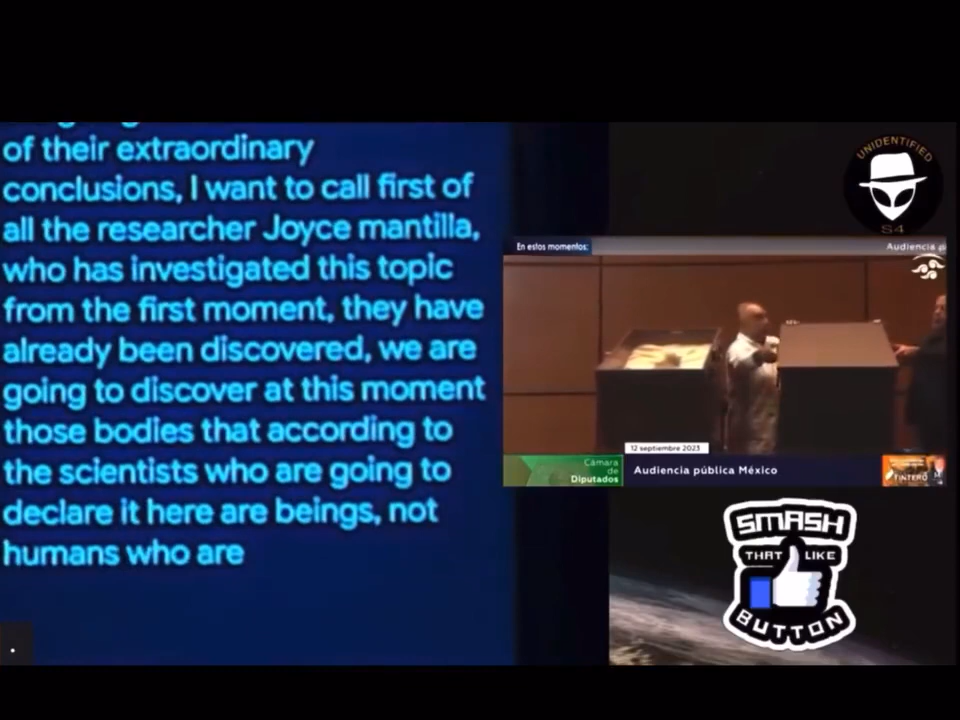 of their extraordinary
conclusions, I want to call first of
all the researcher Joyce mantilla,
who has investigated this topic
from the first moment, they have
already been discovered, we are
going to discover at this moment
those bodies that according to
the scientists who are going to
declare it here are beings, not
humans who are
UNIDENTIFIED
S4
En estos momentos:
Audiencia
12 septiembre 2023
Cámara
de
Diputados
Audiencia pública México
TINTERO
SMASH
THAT LIKE
BUTTON